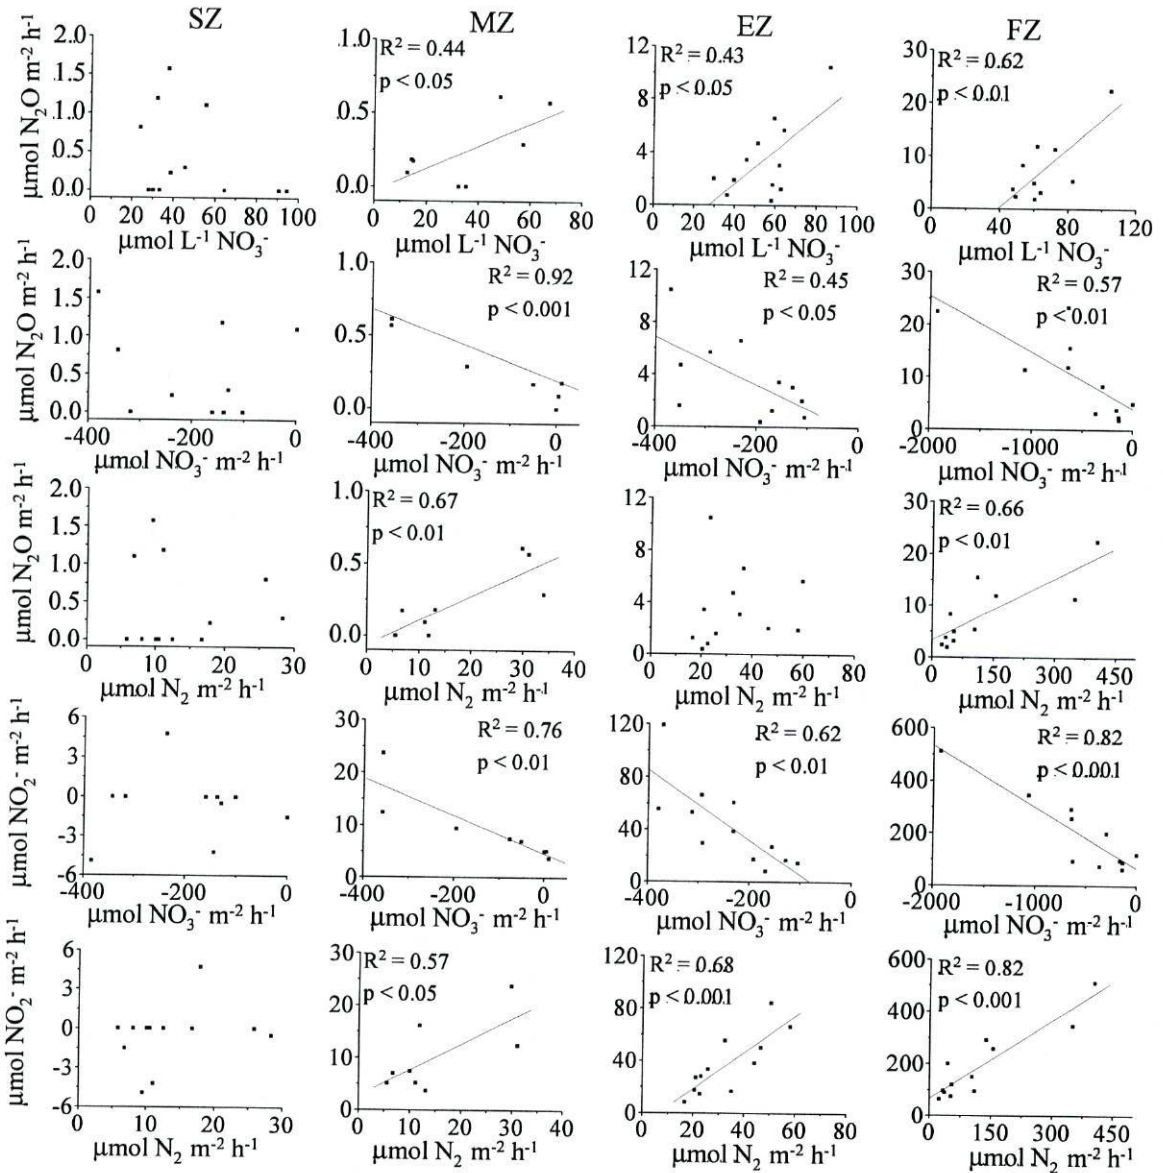 SZ MZ EZ FZ
μmol N₂O m⁻² h⁻¹
2.0 1.5 1.0 0.5 0.0
0 20 40 60 80 100
μmol L⁻¹ NO₃⁻
1.0 0.5 0.0
R² = 0.44
p < 0.05
0 20 40 60 80
μmol L⁻¹ NO₃⁻
12 8 4 0
R² = 0.43
p < 0.05
0 20 40 60 80 100
μmol L⁻¹ NO₃⁻
30 20 10 0
R² = 0.62
p < 0.01
0 40 80 120
μmol L⁻¹ NO₃⁻
μmol N₂O m⁻² h⁻¹
2.0 1.5 1.0 0.5 0.0
-400 -200 0
μmol NO₃⁻ m⁻² h⁻¹
1.0 0.5 0.0
R² = 0.92
p < 0.001
-400 -200 0
μmol NO₃⁻ m⁻² h⁻¹
12 8 4 0
R² = 0.45
p < 0.05
-400 -200 0
μmol NO₃⁻ m⁻² h⁻¹
30 20 10 0
R² = 0.57
p < 0.01
-2000 -1000 0
μmol NO₃⁻ m⁻² h⁻¹
μmol N₂O m⁻² h⁻¹
2.0 1.5 1.0 0.5 0.0
0 10 20 30
μmol N₂ m⁻² h⁻¹
1.0 0.5 0.0
R² = 0.67
p < 0.01
0 10 20 30 40
μmol N₂ m⁻² h⁻¹
12 8 4 0
0 20 40 60 80
μmol N₂ m⁻² h⁻¹
30 20 10 0
R² = 0.66
p < 0.01
0 150 300 450
μmol N₂ m⁻² h⁻¹
μmol NO₂⁻ m⁻² h⁻¹
6 3 0 -3 -6
-400 -200 0
μmol NO₃⁻ m⁻² h⁻¹
30 20 10 0
R² = 0.76
p < 0.01
-400 -200 0
μmol NO₃⁻ m⁻² h⁻¹
120 80 40 0
R² = 0.62
p < 0.01
-400 -200 0
μmol NO₃⁻ m⁻² h⁻¹
600 400 200 0
R² = 0.82
p < 0.001
-2000 -1000 0
μmol NO₃⁻ m⁻² h⁻¹
μmol NO₂⁻ m⁻² h⁻¹
6 3 0 -3 -6
0 10 20 30
μmol N₂ m⁻² h⁻¹
30 20 10 0
R² = 0.57
p < 0.05
0 10 20 30 40
μmol N₂ m⁻² h⁻¹
120 80 40 0
R² = 0.68
p < 0.001
0 20 40 60 80
μmol N₂ m⁻² h⁻¹
600 400 200 0
R² = 0.82
p < 0.001
0 150 300 450
μmol N₂ m⁻² h⁻¹